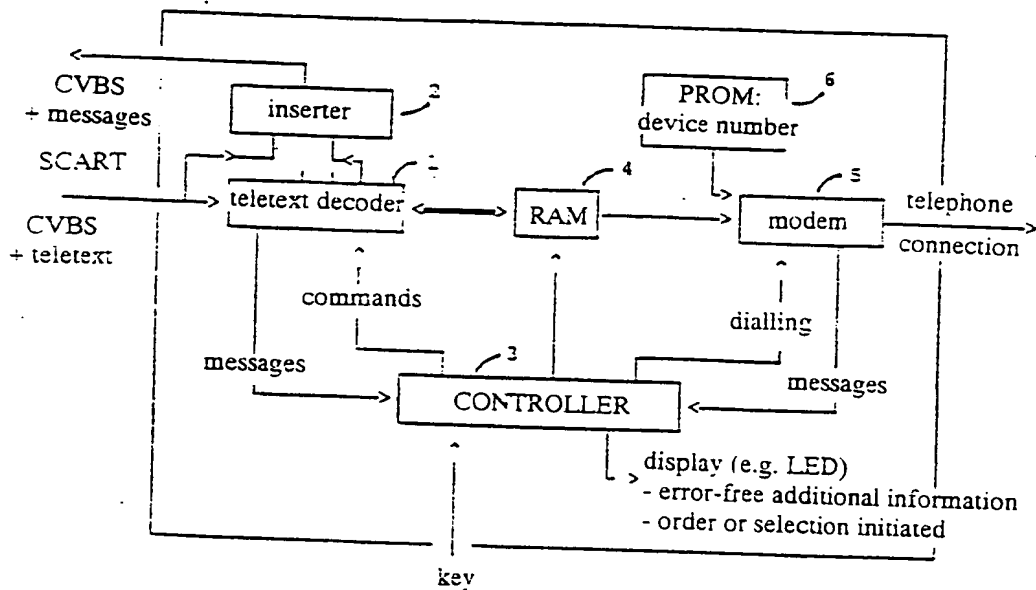 CVBS
+ messages
SCART
CVBS
+ teletext
inserter
2
teletext decoder
1
RAM
4
PROM:
device number
6
modem
5
telephone
connection
commands
messages
dialling
messages
CONTROLLER
3
display (e.g. LED)
- error-free additional information
- order or selection initiated
key